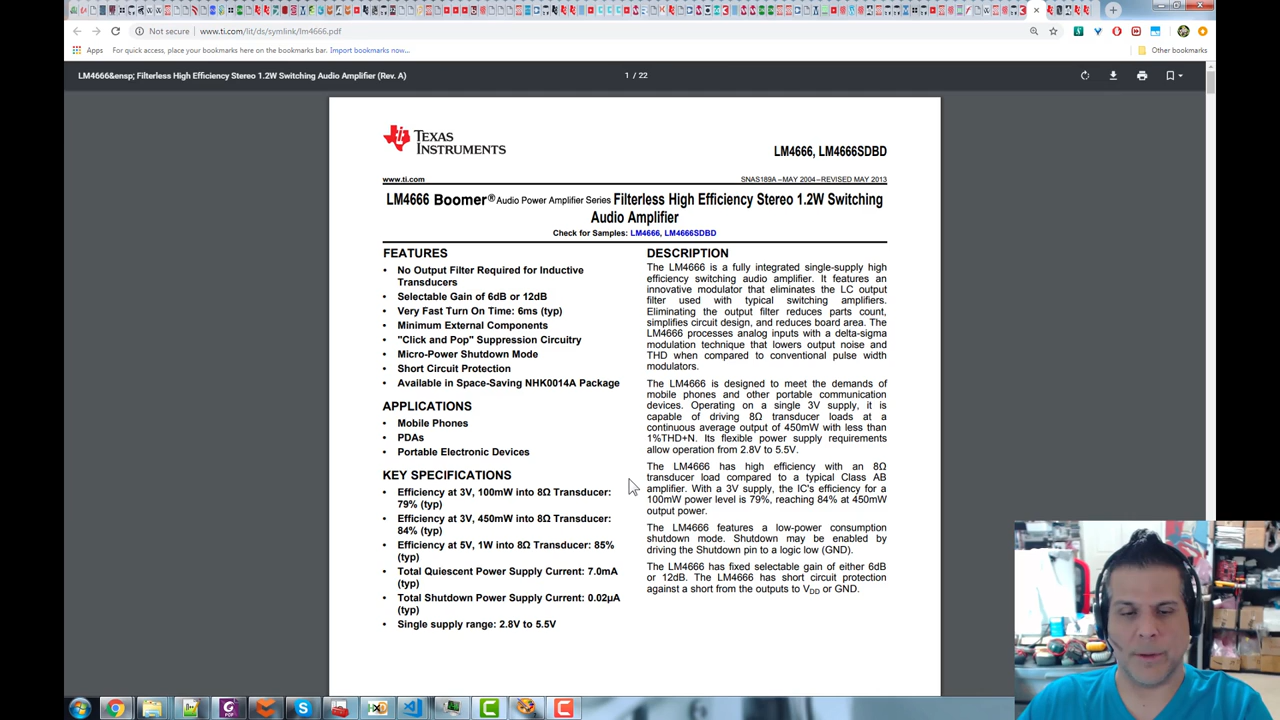 Not secure
www.ti.com/lit/ds/symlink/lm4666.pdf
Apps
For quick access, place your bookmarks here on the bookmarks bar. Import bookmarks now...
Other bookmarks
LM4666&ensp; Filterless High Efficiency Stereo 1.2W Switching Audio Amplifier (Rev. A)
1 / 22
TEXAS
INSTRUMENTS
LM4666, LM4666SDBD
www.ti.com
SNAS189A –MAY 2004–REVISED MAY 2013
LM4666 Boomer® Audio Power Amplifier Series Filterless High Efficiency Stereo 1.2W Switching
Audio Amplifier
Check for Samples: LM4666, LM4666SDBD
FEATURES
• No Output Filter Required for Inductive
Transducers
• Selectable Gain of 6dB or 12dB
• Very Fast Turn On Time: 6ms (typ)
• Minimum External Components
• "Click and Pop" Suppression Circuitry
• Micro-Power Shutdown Mode
• Short Circuit Protection
• Available in Space-Saving NHK0014A Package
APPLICATIONS
• Mobile Phones
• PDAs
• Portable Electronic Devices
KEY SPECIFICATIONS
• Efficiency at 3V, 100mW into 8Ω Transducer:
79% (typ)
• Efficiency at 3V, 450mW into 8Ω Transducer:
84% (typ)
• Efficiency at 5V, 1W into 8Ω Transducer: 85%
(typ)
• Total Quiescent Power Supply Current: 7.0mA
(typ)
• Total Shutdown Power Supply Current: 0.02µA
(typ)
• Single supply range: 2.8V to 5.5V
DESCRIPTION
The LM4666 is a fully integrated single-supply high
efficiency switching audio amplifier. It features an
innovative modulator that eliminates the LC output
filter used with typical switching amplifiers.
Eliminating the output filter reduces parts count,
simplifies circuit design, and reduces board area. The
LM4666 processes analog inputs with a delta-sigma
modulation technique that lowers output noise and
THD when compared to conventional pulse width
modulators.
The LM4666 is designed to meet the demands of
mobile phones and other portable communication
devices. Operating on a single 3V supply, it is
capable of driving 8Ω transducer loads at a
continuous average output of 450mW with less than
1%THD+N. Its flexible power supply requirements
allow operation from 2.8V to 5.5V.
The LM4666 has high efficiency with an 8Ω
transducer load compared to a typical Class AB
amplifier. With a 3V supply, the IC's efficiency for a
100mW power level is 79%, reaching 84% at 450mW
output power.
The LM4666 features a low-power consumption
shutdown mode. Shutdown may be enabled by
driving the Shutdown pin to a logic low (GND).
The LM4666 has fixed selectable gain of either 6dB
or 12dB. The LM4666 has short circuit protection
against a short from the outputs to VDD or GND.